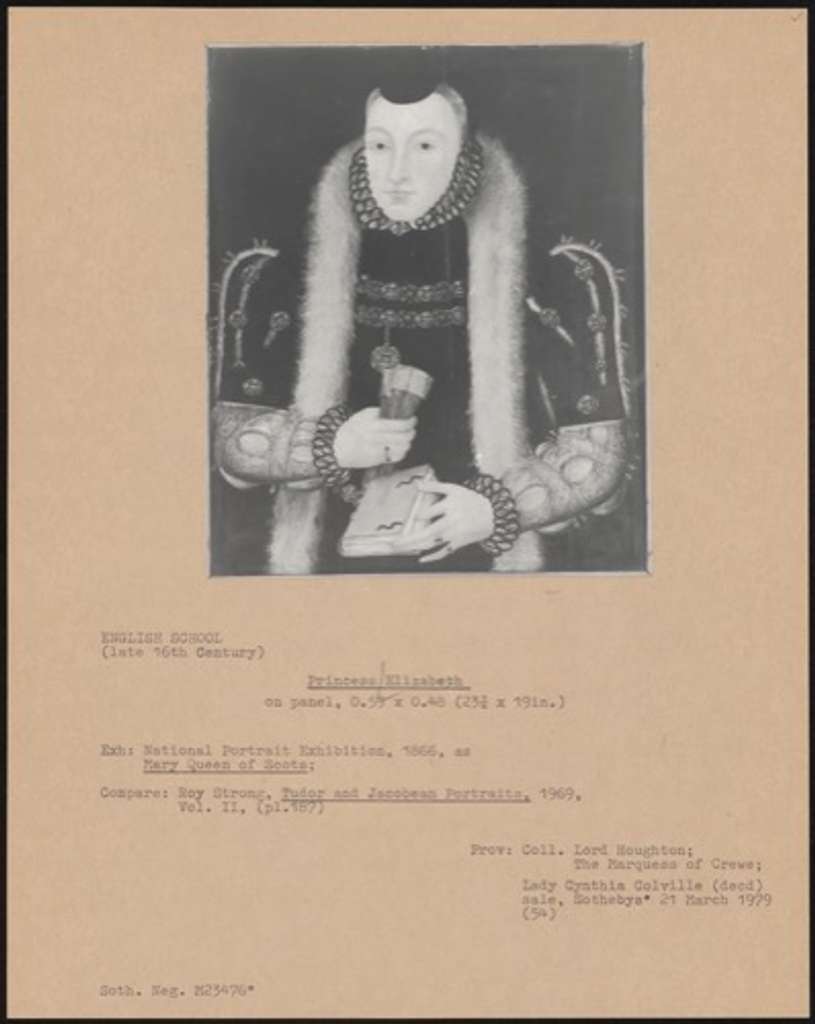 ENGLISH SCHOOL
(late 16th Century)
Princess Elizabeth
on panel, 0.59 x 0.48 (23¼ x 19in.)
Exh: National Portrait Exhibition, 1866, as
Mary Queen of Scots;
Compare: Roy Strong, Tudor and Jacobean Portraits, 1969,
Vol. II, (pl.187)
Prov: Coll. Lord Houghton;
The Marquess of Crewe;
Lady Cynthia Colville (decd)
sale, Sothebys' 21 March 1979
(54)
Soth. Neg. M23476*